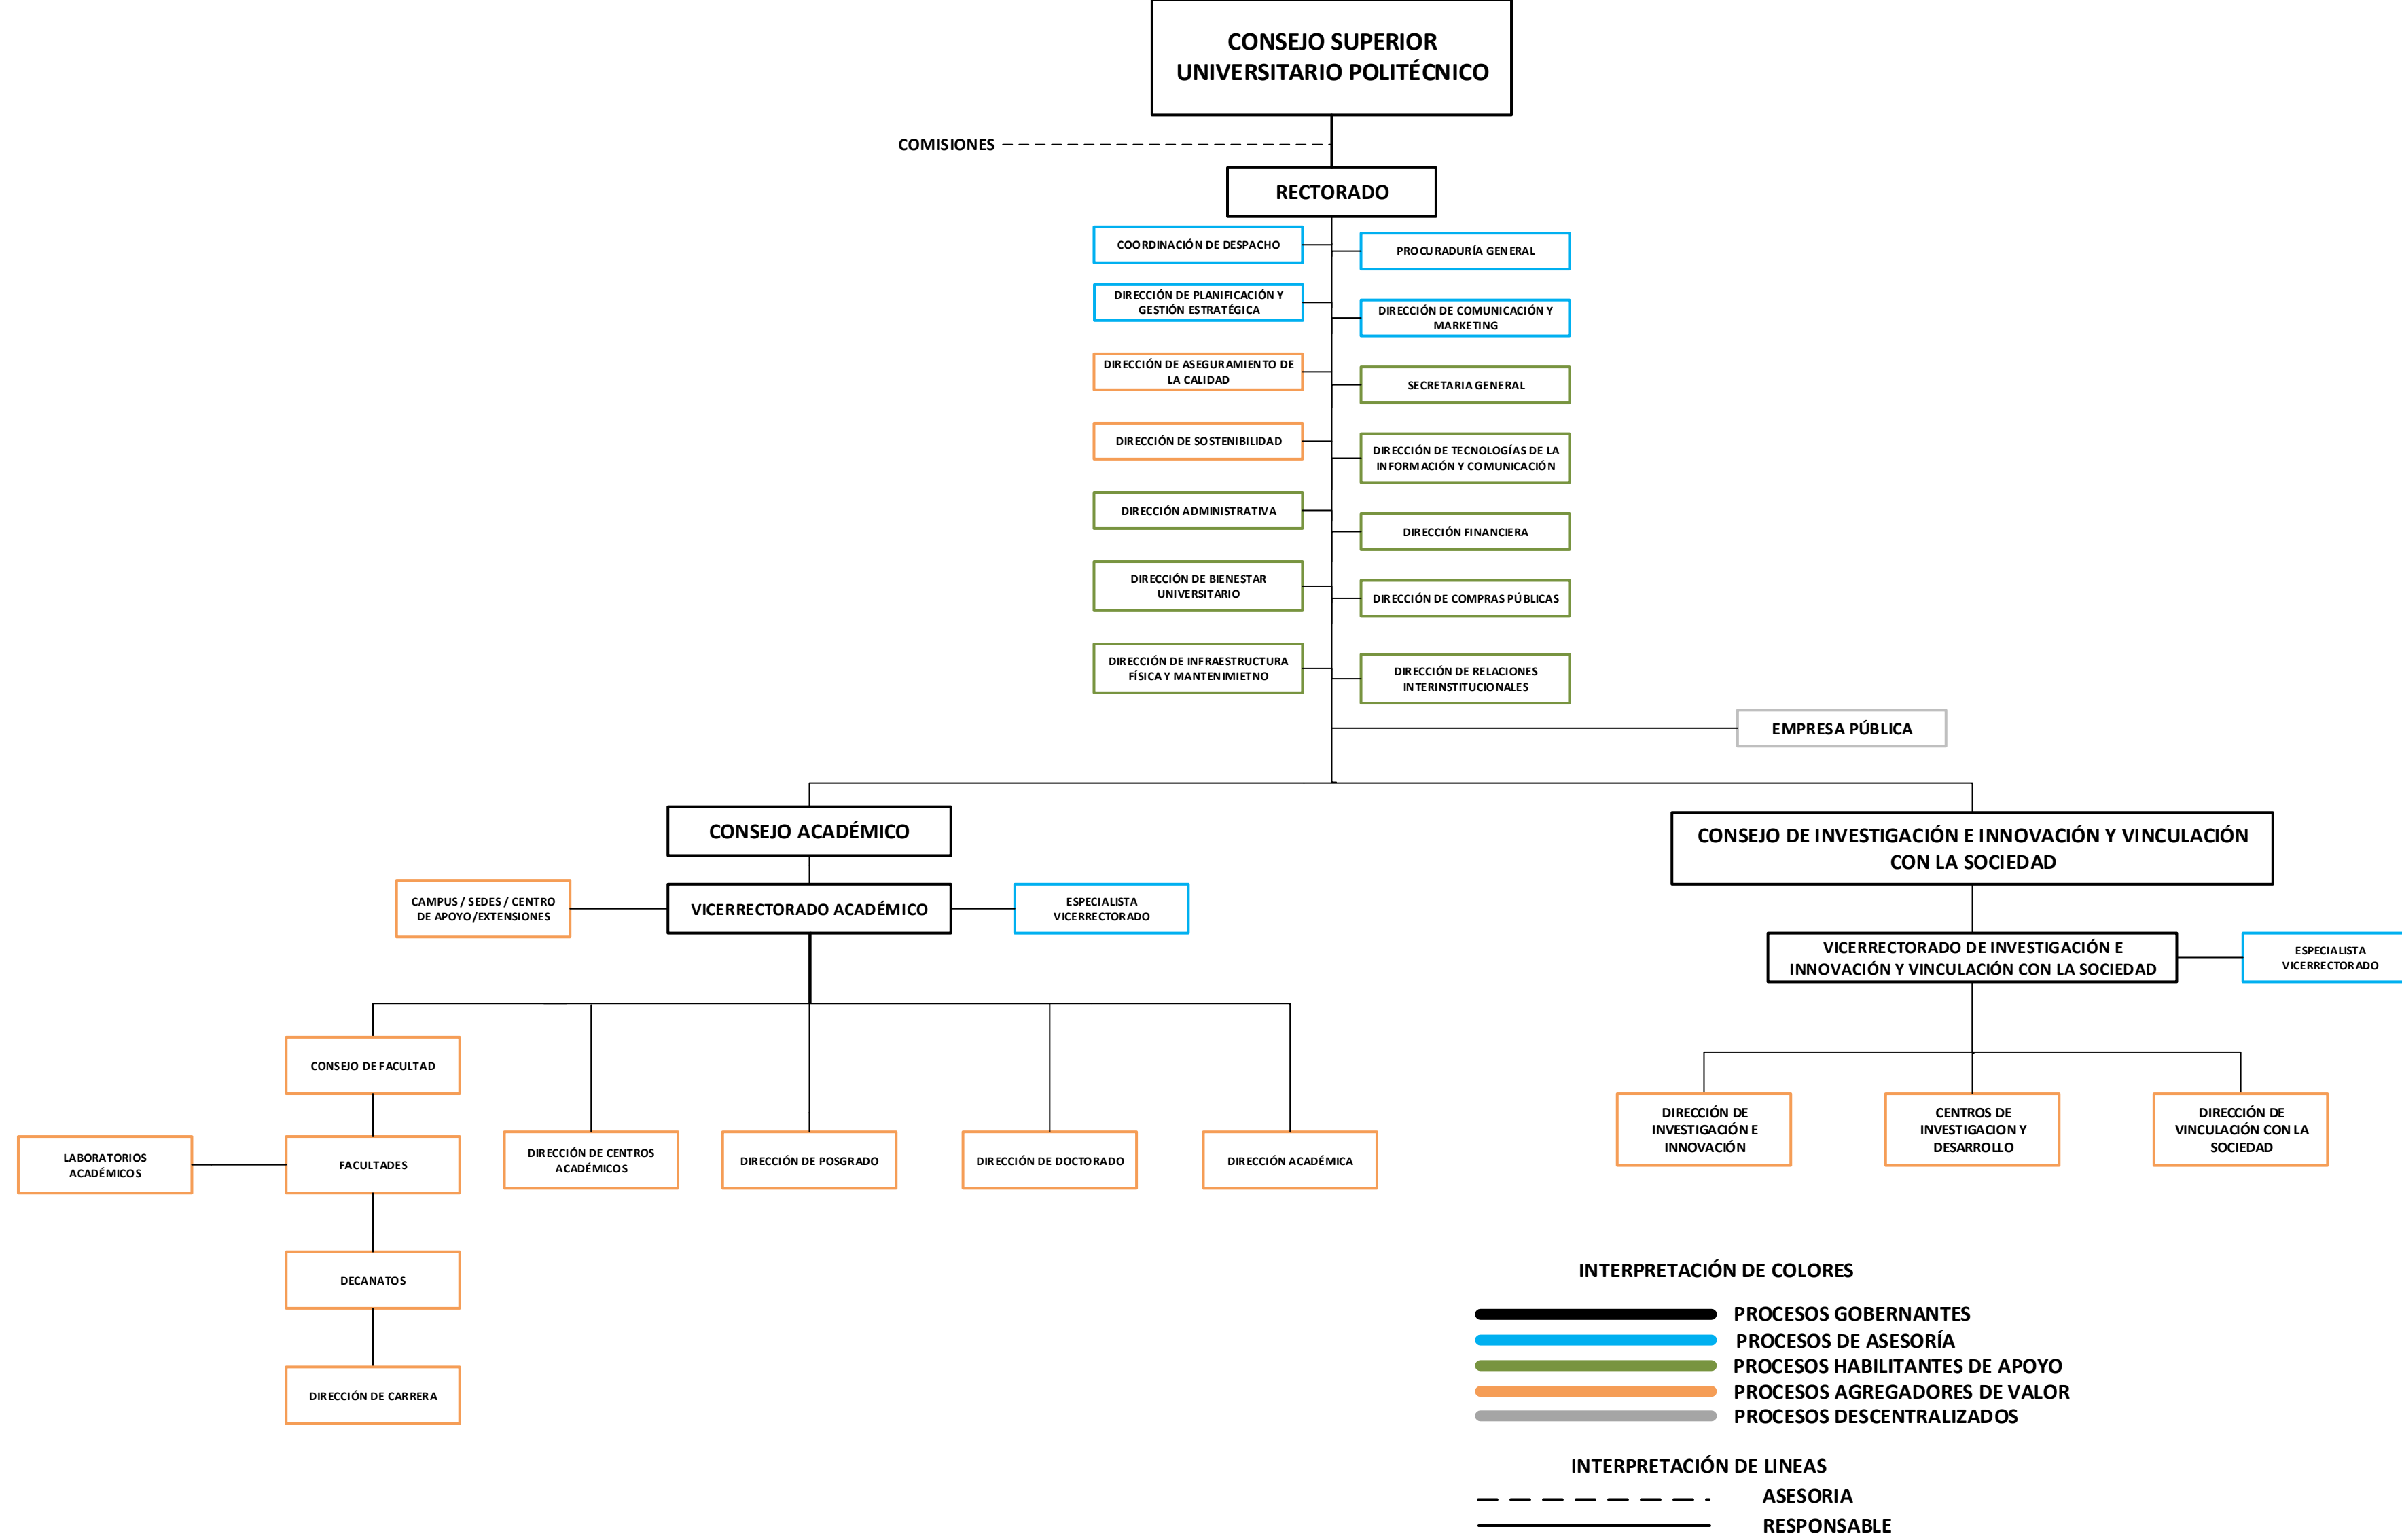 CONSEJO SUPERIOR
UNIVERSITARIO POLITÉCNICO
COMISIONES
RECTORADO
COORDINACIÓN DE DESPACHO
PROCURADURÍA GENERAL
DIRECCIÓN DE PLANIFICACIÓN Y
GESTIÓN ESTRATÉGICA
DIRECCIÓN DE COMUNICACIÓN Y
MARKETING
DIRECCIÓN DE ASEGURAMIENTO DE
LA CALIDAD
SECRETARIA GENERAL
DIRECCIÓN DE SOSTENIBILIDAD
DIRECCIÓN DE TECNOLOGÍAS DE LA
INFORMACIÓN Y COMUNICACIÓN
DIRECCIÓN ADMINISTRATIVA
DIRECCIÓN FINANCIERA
DIRECCIÓN DE BIENESTAR
UNIVERSITARIO
DIRECCIÓN DE COMPRAS PÚBLICAS
DIRECCIÓN DE INFRAESTRUCTURA
FÍSICA Y MANTENIMIETNO
DIRECCIÓN DE RELACIONES
INTERINSTITUCIONALES
EMPRESA PÚBLICA
CONSEJO ACADÉMICO
CONSEJO DE INVESTIGACIÓN E INNOVACIÓN Y VINCULACIÓN
CON LA SOCIEDAD
CAMPUS / SEDES / CENTRO
DE APOYO/EXTENSIONES
VICERRECTORADO ACADÉMICO
ESPECIALISTA
VICERRECTORADO
VICERRECTORADO DE INVESTIGACIÓN E
INNOVACIÓN Y VINCULACIÓN CON LA SOCIEDAD
ESPECIALISTA
VICERRECTORADO
CONSEJO DE FACULTAD
LABORATORIOS
ACADÉMICOS
FACULTADES
DIRECCIÓN DE CENTROS
ACADÉMICOS
DIRECCIÓN DE POSGRADO
DIRECCIÓN DE DOCTORADO
DIRECCIÓN ACADÉMICA
DIRECCIÓN DE
INVESTIGACIÓN E
INNOVACIÓN
CENTROS DE
INVESTIGACION Y
DESARROLLO
DIRECCIÓN DE
VINCULACIÓN CON LA
SOCIEDAD
DECANATOS
DIRECCIÓN DE CARRERA
INTERPRETACIÓN DE COLORES
PROCESOS GOBERNANTES
PROCESOS DE ASESORÍA
PROCESOS HABILITANTES DE APOYO
PROCESOS AGREGADORES DE VALOR
PROCESOS DESCENTRALIZADOS
INTERPRETACIÓN DE LINEAS
ASESORIA
RESPONSABLE